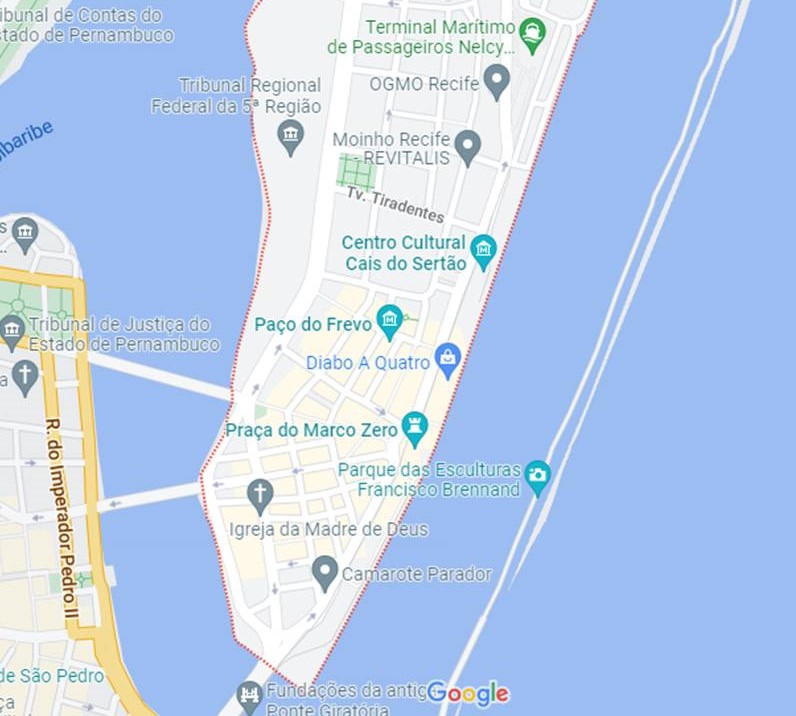 ibunal de Contas do
stado de Pernambuco
Terminal Marítimo
de Passageiros Nelcy...
OGMO Recife
Tribunal Regional
Federal da 5ª Região
Moinho Recife
- REVITALIS
ibaribe
Tv. Tiradentes
s
...
Centro Cultural
Cais do Sertão
Paço do Frevo
Tribunal de Justiça do
Estado de Pernambuco
Diabo A Quatro
a
Praça do Marco Zero
R. do Imperador Pedro II
Parque das Esculturas
Francisco Brennand
Igreja da Madre de Deus
Camarote Parador
de São Pedro
Fundações da antig
Google
ça
Ponte Giratória